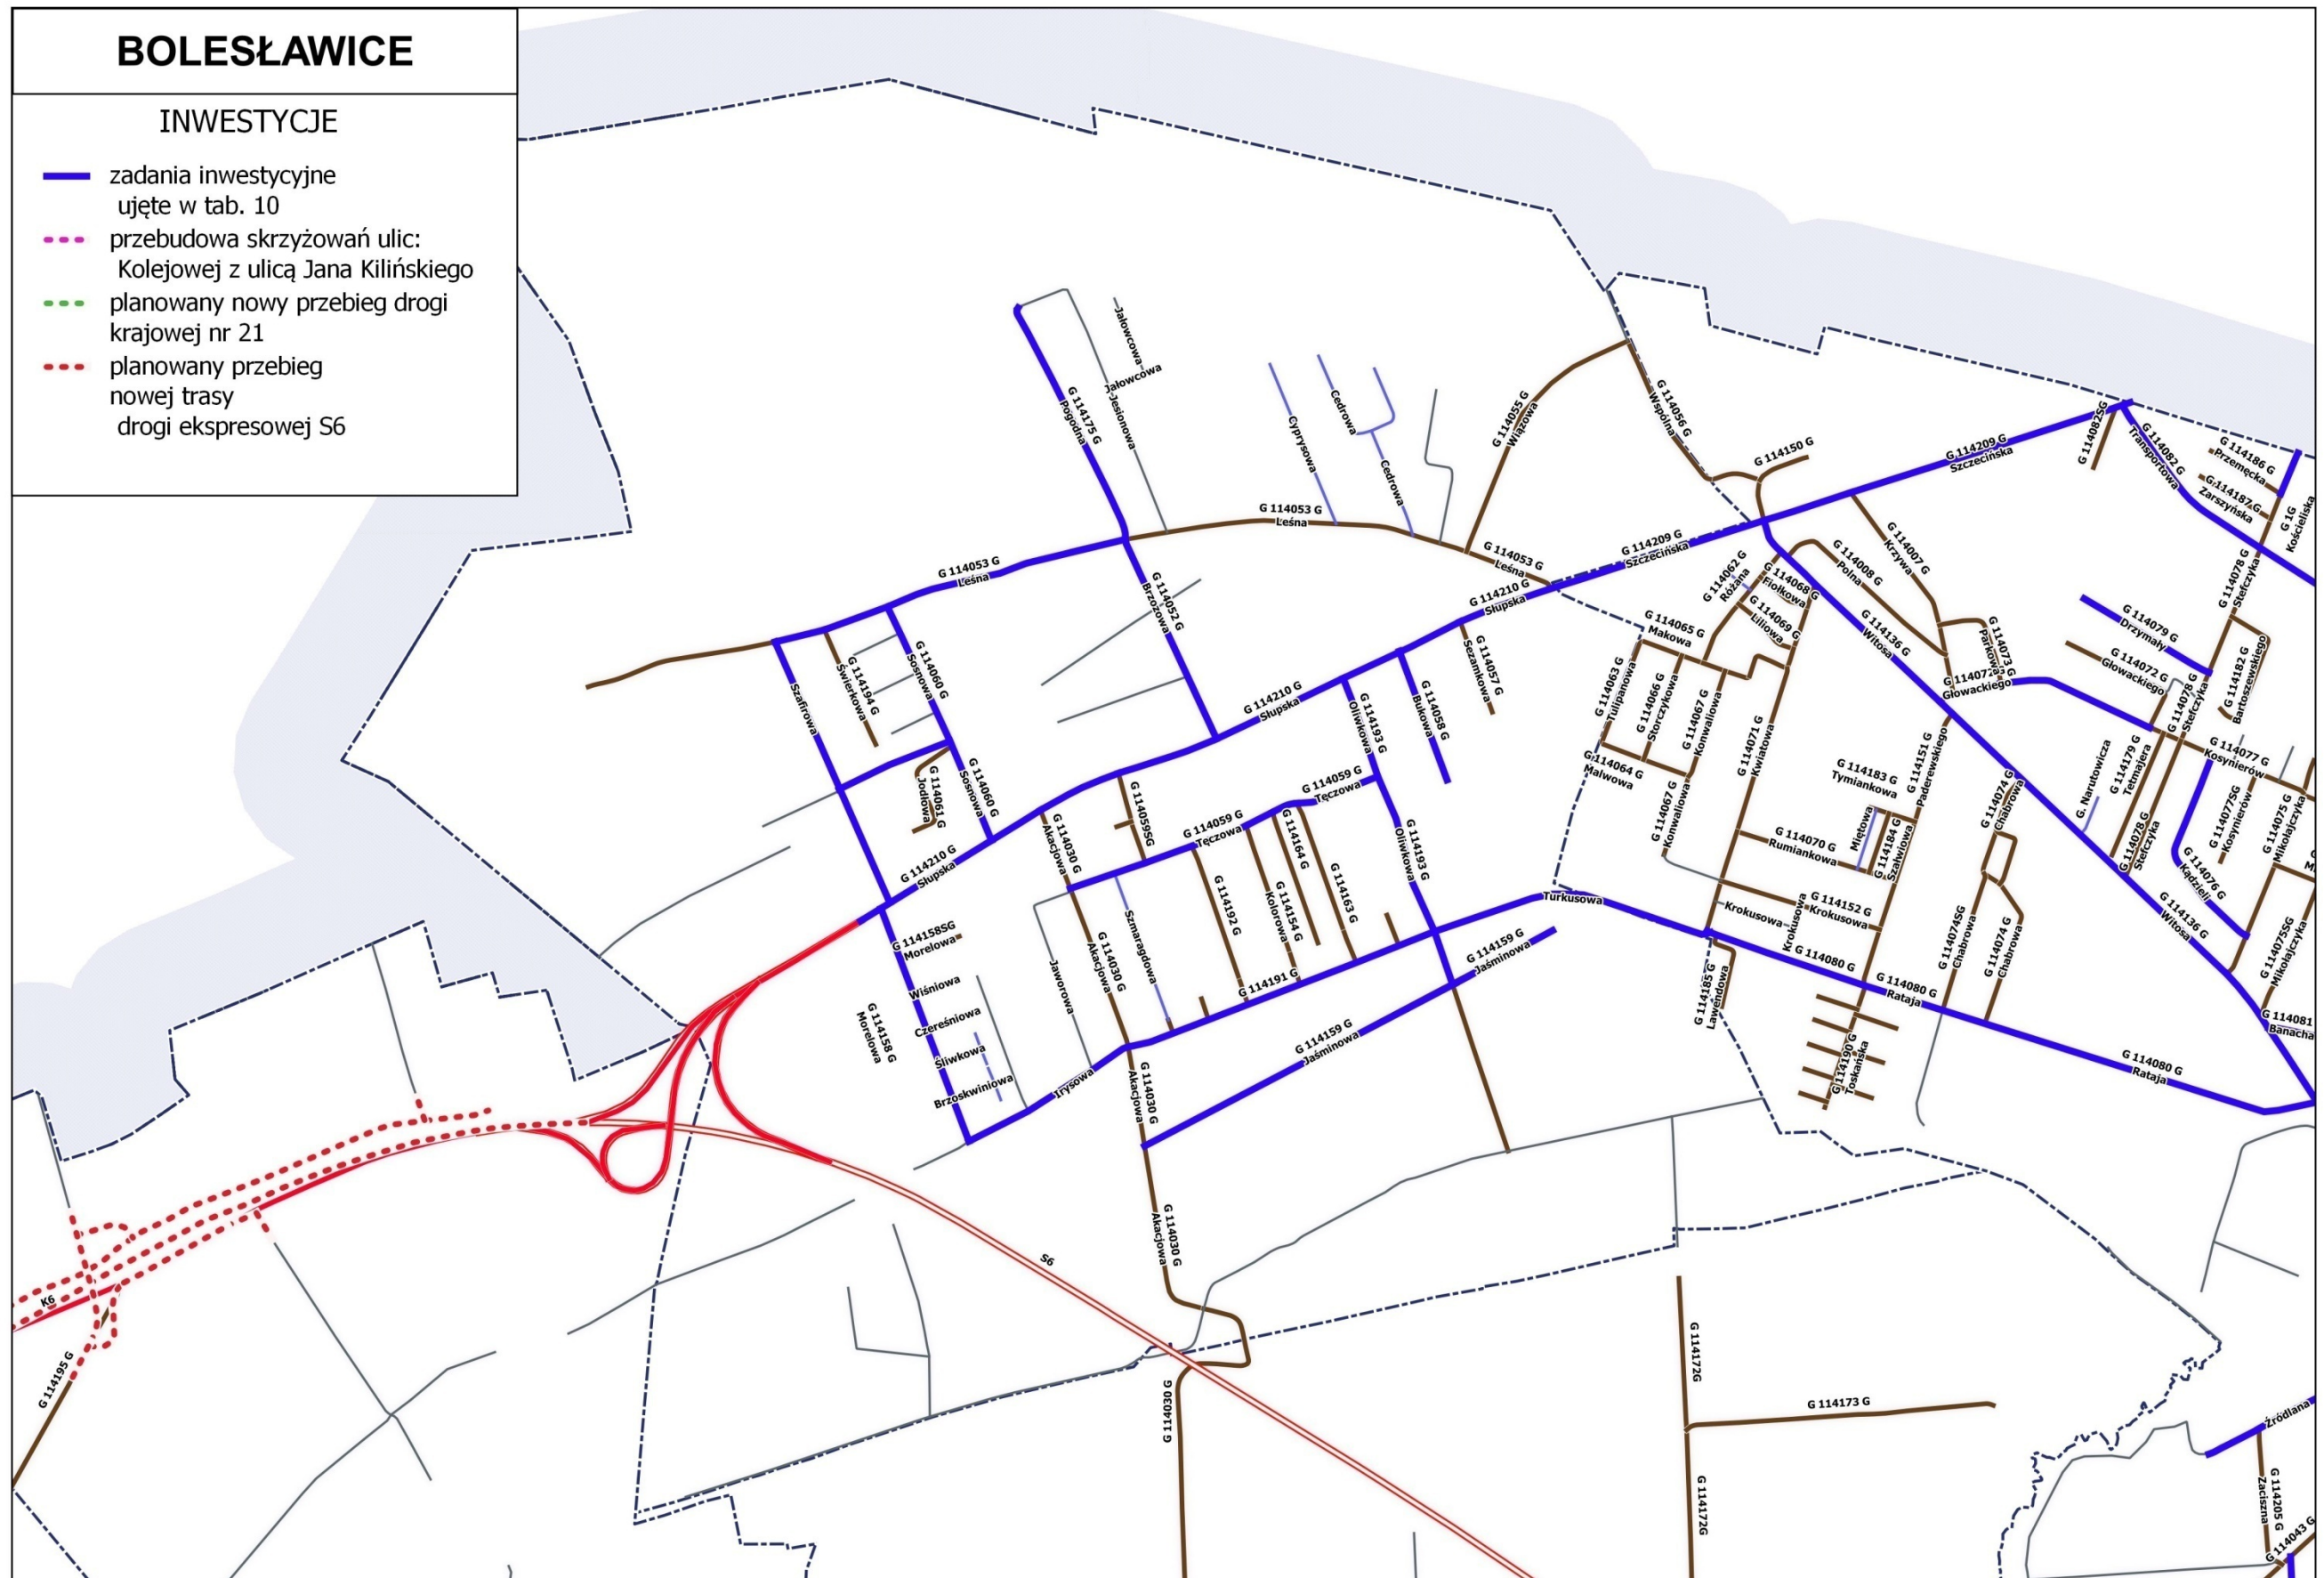 BOLESŁAWICE
INWESTYCJE
zadania inwestycyjne
ujęte w tab. 10
przebudowa skrzyżowań ulic:
Kolejowej z ulicą Jana Kilińskiego
planowany nowy przebieg drogi
krajowej nr 21
planowany przebieg
nowej trasy
drogi ekspresowej S6
Jałowcowa
Jałowcowa
Jesionowa
G 114175 G
Pogodna
Cyprysowa
Cedrowa
Cedrowa
G 114055 G
Wiązowa
G 114056 G
Wspólna
G 114150 G
G 114209 G
Szczecińska
G 114082SG
G 114082 G
Transportowa
G 114186 G
Przemęcka
G 114187 G
Zarszyńska
G 1G
Kościeliska
G 114053 G
Leśna
G 114053 G
Leśna
G 114053 G
Leśna
G 114209 G
Szczecińska
G 114210 G
Słupska
G 114052 G
Brzozowa
G 114062 G
Różana
G 114068 G
Fiołkowa
G 114069 G
Liliowa
G 114008 G
Polna
G 114007 G
Krzywa
G 114136 G
Witosa
G 114073 G
Parkowa
G 114072 G
Głowackiego
G 114079 G
Drzymały
G 114072 G
Głowackiego
G 114078 G
Stefczyka
G 114182 G
Bartoszewskiego
G 114078 G
Stefczyka
G 114077 G
Kosynierów
Szafirowa
G 114194 G
Świerkowa
G 114060 G
Sosnowa
G 114060 G
Sosnowa
G 114061 G
Jodłowa
G 114210 G
Słupska
G 114193 G
Oliwkowa
G 114058 G
Bukowa
G 114057 G
Sezamkowa
G 114065 G
Makowa
G 114063 G
Tulipanowa
G 114066 G
Storczykowa
G 114067 G
Konwaliowa
G 114064 G
Malwowa
G 114067 G
Konwaliowa
G 114071 G
Kwiatowa
G 114183 G
Tymiankowa
G 114151 G
Paderewskiego
G 114070 G
Rumiankowa
Miętowa
G 114184 G
Szałwiowa
G 114074 G
Chabrowa
G. Narutowicza
G 114179 G
Tetmajera
G 114078 G
Stefczyka
G 114077SG
Kosynierów
G 114075 G
Mikołajczyka
G 114076 G
Kądzieli
G 114136 G
Witosa
G 114075SG
Mikołajczyka
G 114081
Banacha
G 114210 G
Słupska
G 114030 G
Akacjowa
G 114059SG
G 114059 G
Tęczowa
G 114059 G
Tęczowa
G 114164 G
G 114163 G
G 114192 G
G 114154 G
Kolorowa
G 114193 G
Oliwkowa
Turkusowa
G 114152 G
Krokusowa
Krokusowa
Krokusowa
G 114080 G
G 114080 G
Rataja
G 114080 G
Rataja
G 114074SG
Chabrowa
G 114074 G
Chabrowa
G 114185 G
Lawendowa
G 114190 G
Toskańska
G 114158SG
Morelowa
Wiśniowa
Czereśniowa
Śliwkowa
Brzoskwiniowa
G 114158 G
Morelowa
Jaworowa
G 114030 G
Akacjowa
Szmaragdowa
G 114191 G
G 114159 G
Jaśminowa
G 114159 G
Jaśminowa
Irysowa
G 114030 G
Akacjowa
G 114030 G
Akacjowa
G 114030 G
S6
K6
G 114195 G
G 114172G
G 114173 G
G 114172G
Źródlana
G 114205 G
Zaciszna
G 114043 G